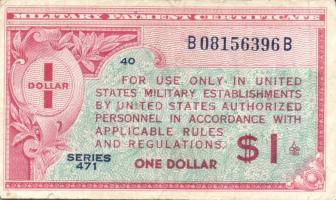 MILITARY PAYMENT CERTIFICATE
B08156396B
40
1
DOLLAR
FOR USE ONLY IN UNITED
STATES MILITARY ESTABLISHMENTS
BY UNITED STATES AUTHORIZED
PERSONNEL IN ACCORDANCE WITH
APPLICABLE RULES
AND REGULATIONS.
SERIES
471
ONE DOLLAR
$1